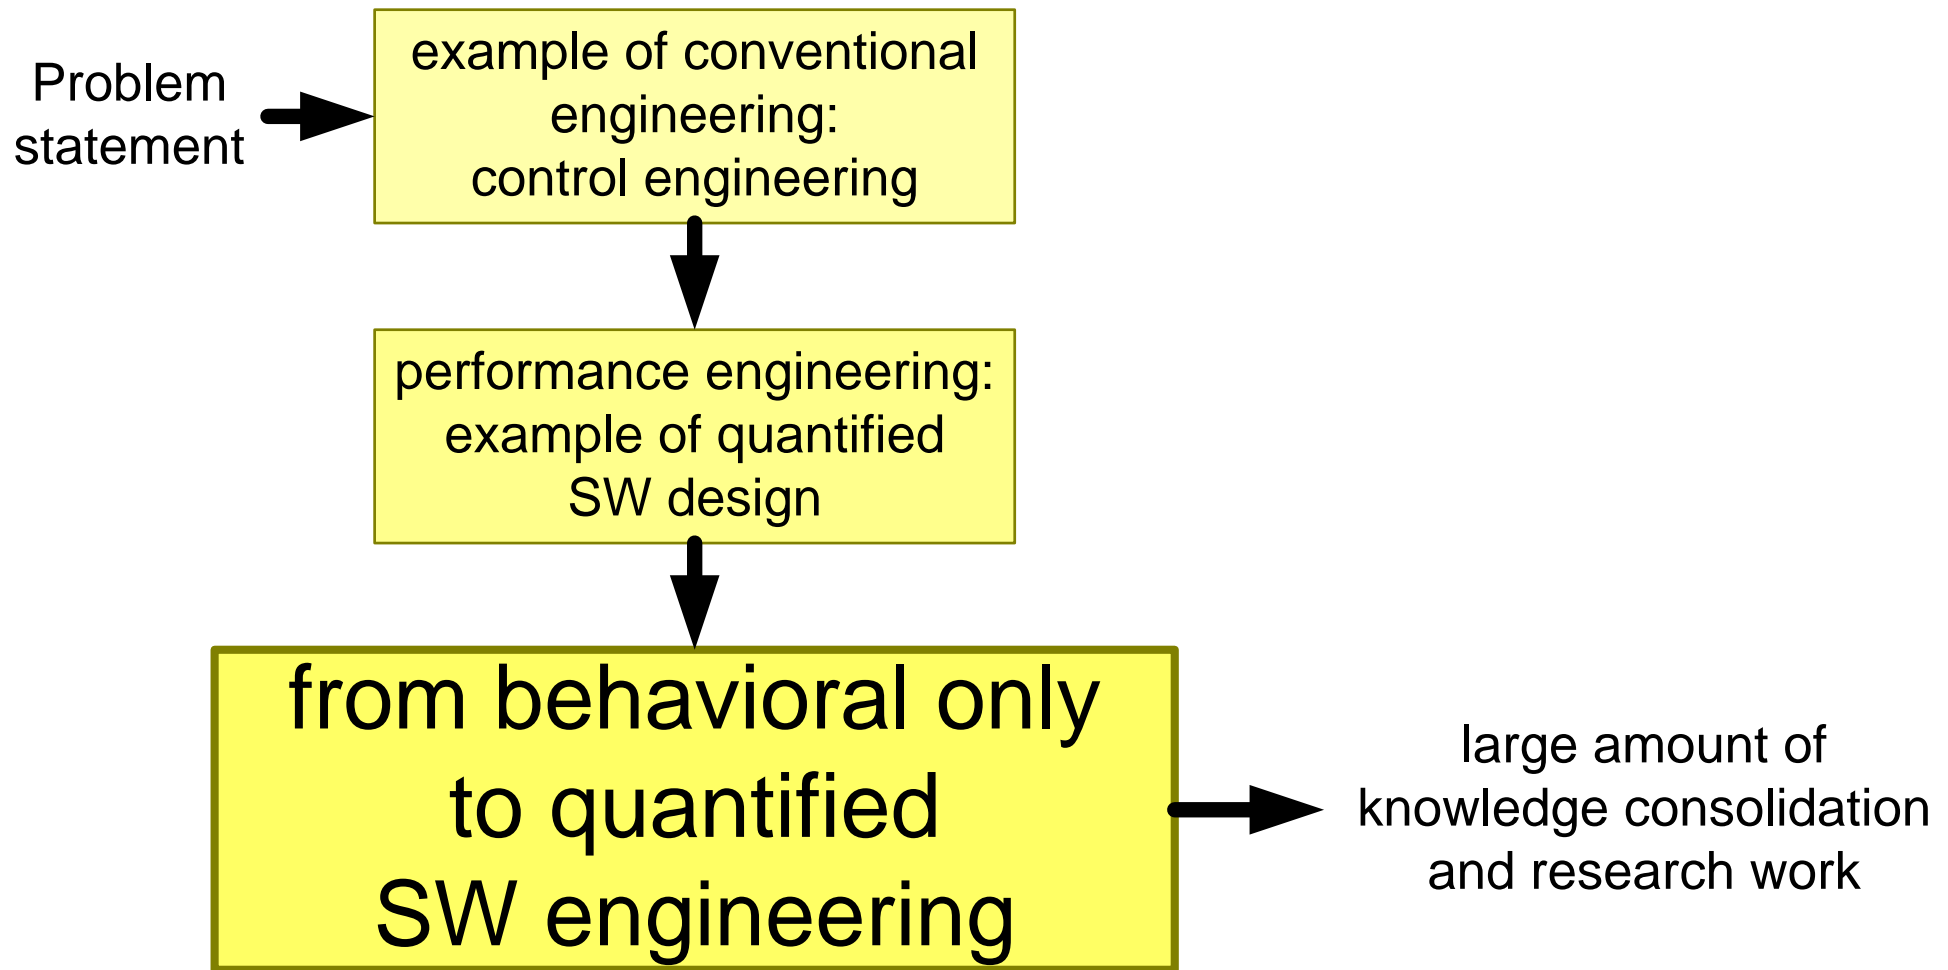 Problem
statement
example of conventional
engineering:
control engineering
performance engineering:
example of quantified
SW design
from behavioral only
to quantified
SW engineering
large amount of
knowledge consolidation
and research work